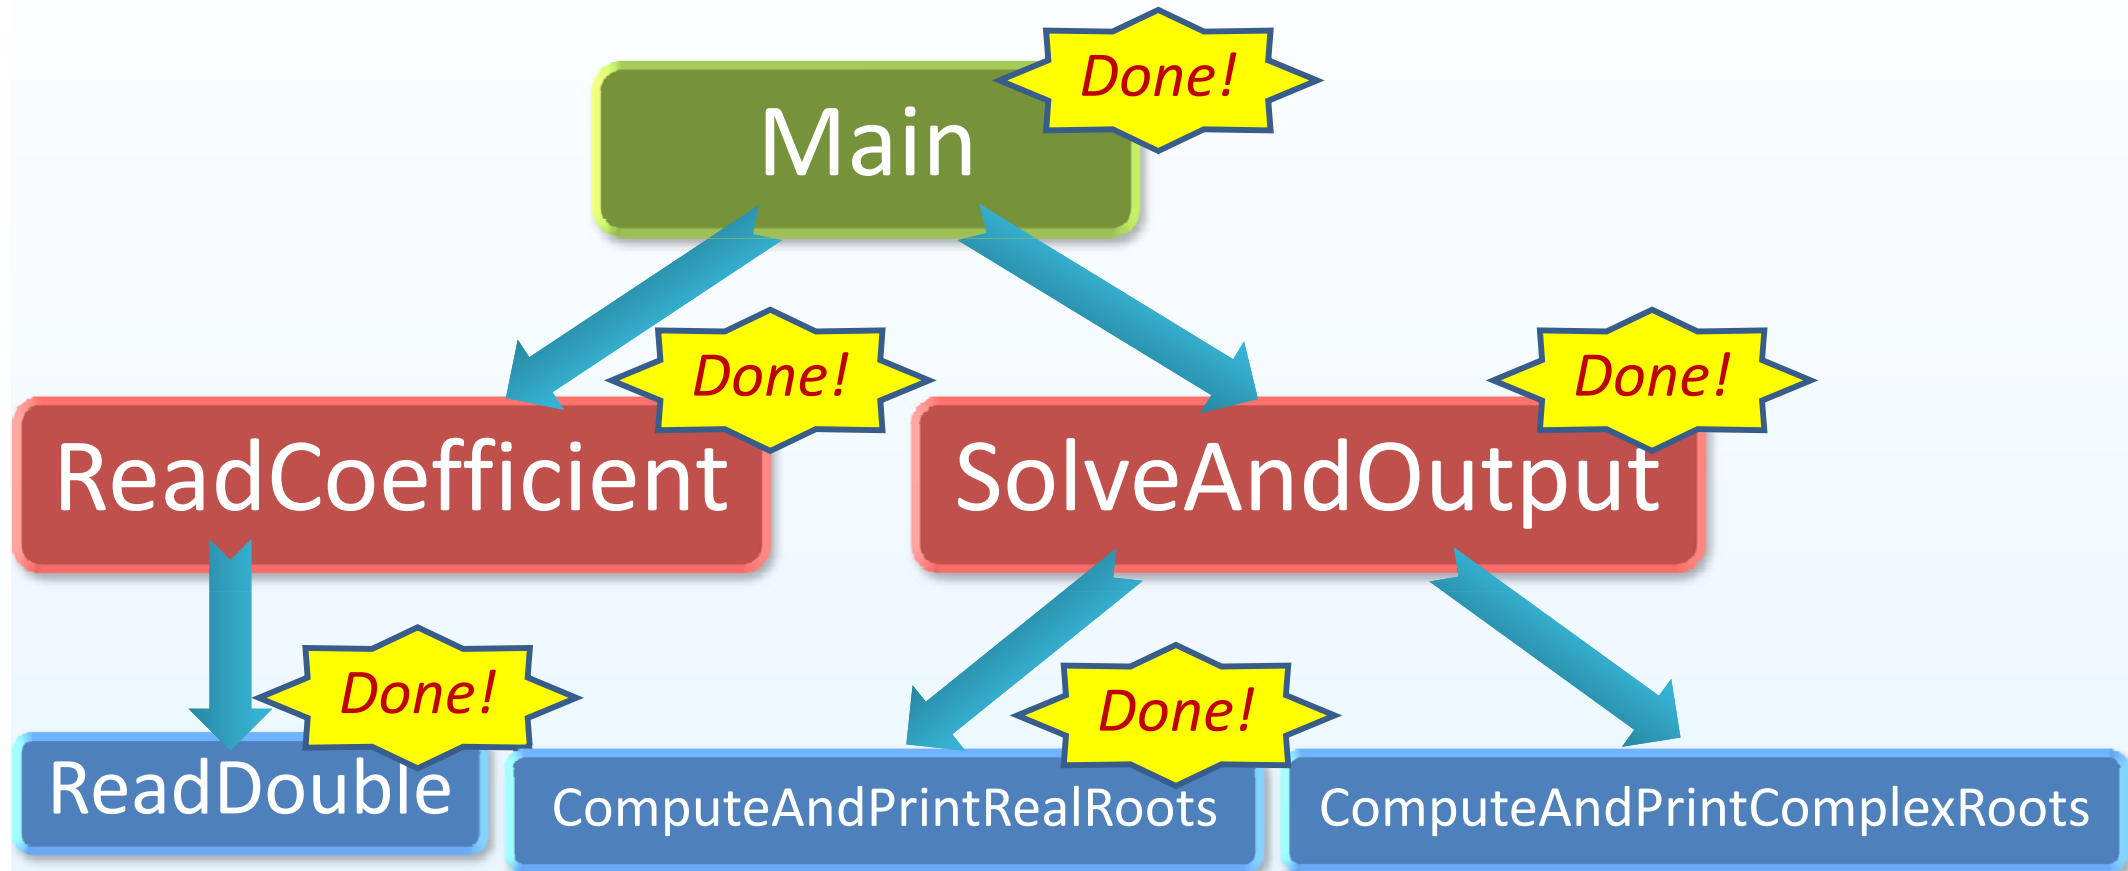 Done!
Main
Done!
Done!
ReadCoefficient
SolveAndOutput
Done!
Done!
ReadDouble
ComputeAndPrintRealRoots
ComputeAndPrintComplexRoots